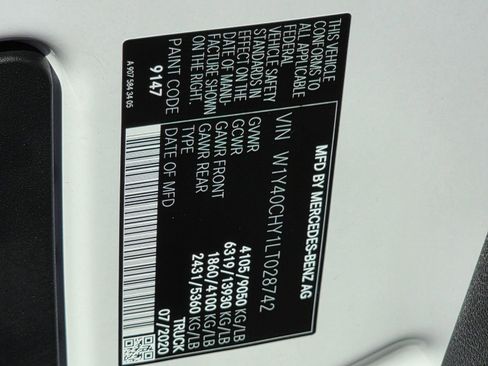 MFD BY MERCEDES-BENZ AG
VIN W1Y40CHY1LT028742
GVWR 4105/9050 KG/LB
GCWR 6319/13930 KG/LB
GAWR FRONT 1860/4100 KG/LB
GAWR REAR 2431/5360 KG/LB
TYPE TRUCK
DATE OF MFD 07/2020
THIS VEHICLE CONFORMS TO
ALL APPLICABLE
FEDERAL
VEHICLE SAFETY
STANDARDS IN
EFFECT ON THE
DATE OF MANU-
FACTURE SHOWN
ON THE RIGHT.
PAINT CODE
9147
A 907 584 34 05